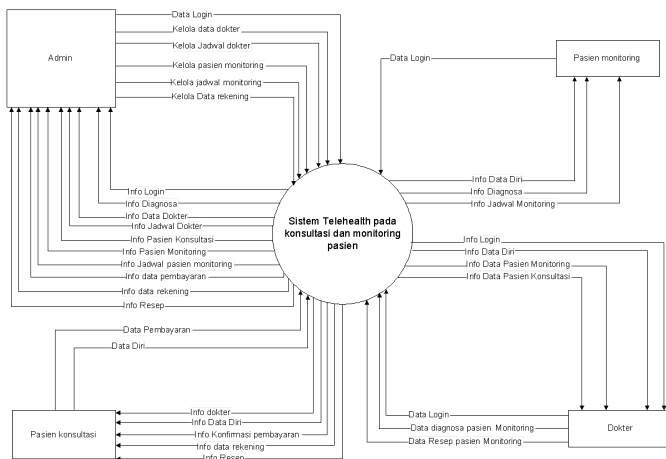 Data Login
Kelola data dokter
Kelola Jadwal dokter
Admin
Kelola pasien monitoring
Kelola jadwal monitoring
Kelola Data rekening
Data Login
Pasien monitoring
Info Login
Info Diagnosa
Info Data Dokter
Info Jadwal Dokter
Info Pasien Konsultasi
Info Pasien Monitoring
Info Jadwal pasien monitoring
Info data pembayaran
Info data rekening
Info Resep
Sistem Telehealth pada
konsultasi dan monitoring
pasien
Info Data Diri
Info Diagnosa
Info Jadwal Monitoring
Info Login
Info Data Diri
Info Data Pasien Monitoring
Info Data Pasien Konsultasi
Data Pembayaran
Data Diri
Pasien konsultasi
Info dokter
Info Data Diri
Info Konfirmasi pembayaran
Info data rekening
Info Resep
Data Login
Data diagnosa pasien Monitoring
Data Resep pasien Monitoring
Dokter